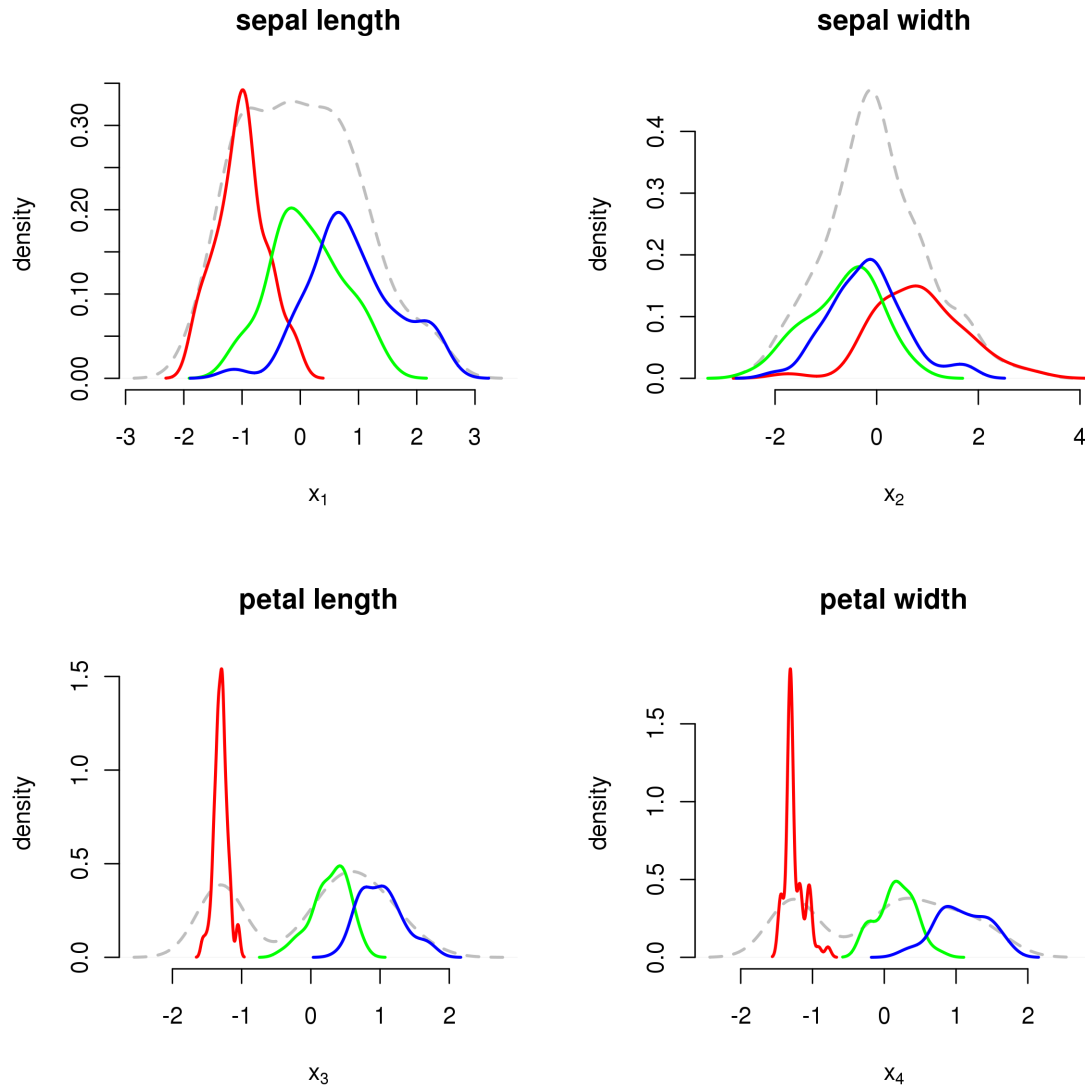 sepal length
density
0.00 0.10 0.20 0.30
-3 -2 -1 0 1 2 3
x₁
sepal width
density
0.0 0.1 0.2 0.3 0.4
-2 0 2 4
x₂
petal length
density
0.0 0.5 1.0 1.5
-2 -1 0 1 2
x₃
petal width
density
0.0 0.5 1.0 1.5
-2 -1 0 1 2
x₄